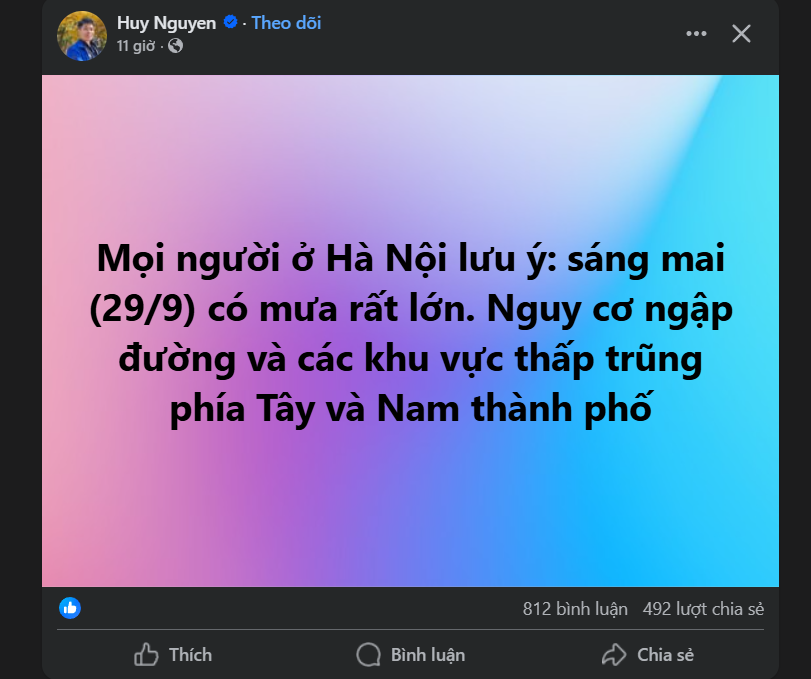 Huy Nguyen · Theo dõi
11 giờ ·
Mọi người ở Hà Nội lưu ý: sáng mai
(29/9) có mưa rất lớn. Nguy cơ ngập
đường và các khu vực thấp trũng
phía Tây và Nam thành phố
812 bình luận 492 lượt chia sẻ
Thích Bình luận Chia sẻ